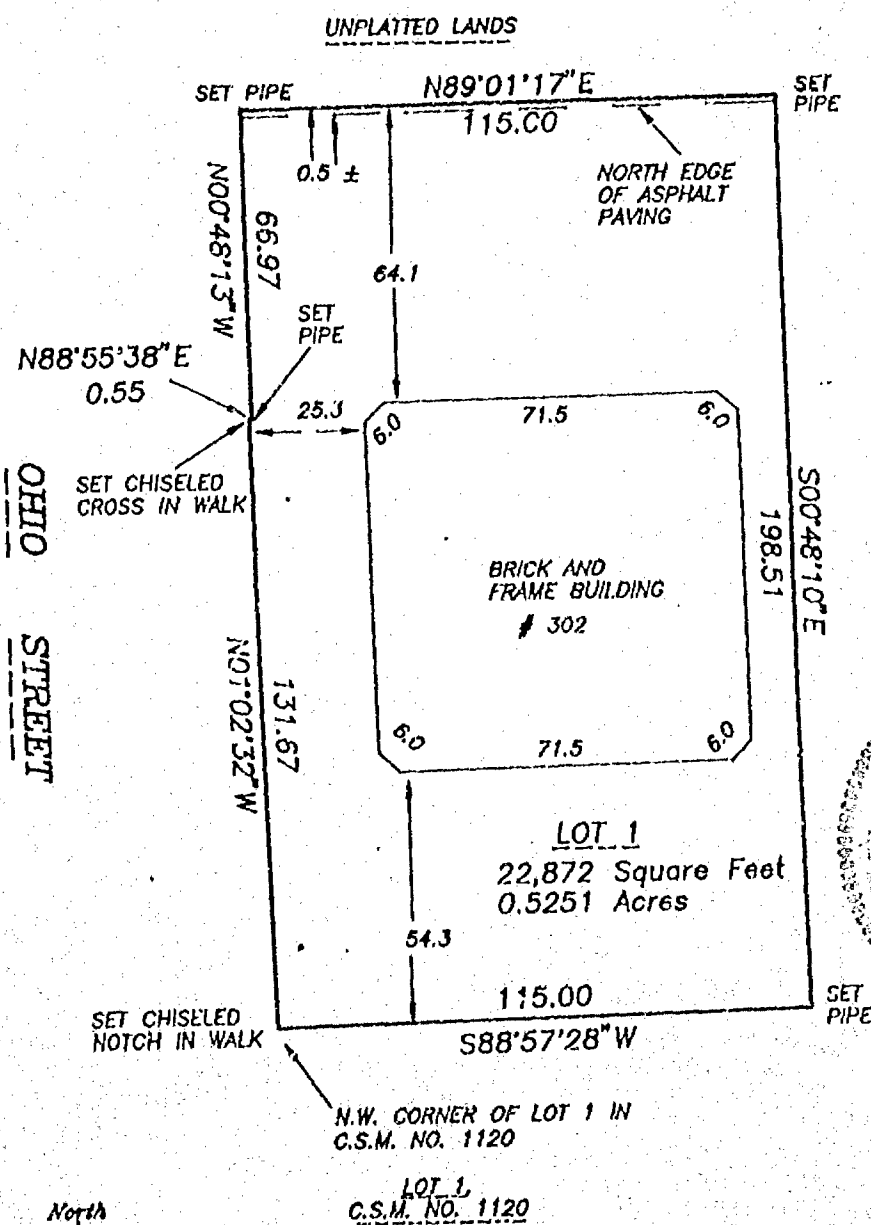 UNPLATTED LANDS
SET PIPE
N89°01'17"E
SET
PIPE
115.00
0.5 ±
NORTH EDGE
OF ASPHALT
PAVING
N00°48'13"W
66.97
64.1
SET
PIPE
N88°55'38"E
0.55
25.3
6.0
71.5
6.0
SET CHISELED
CROSS IN WALK
OHIO STREET
S00°48'10"E
198.51
BRICK AND
FRAME BUILDING
# 302
N01°02'32"W
131.67
6.0
71.5
6.0
LOT 1
22,872 Square Feet
0.5251 Acres
54.3
115.00
SET
PIPE
SET CHISELED
NOTCH IN WALK
S88°57'28"W
N.W. CORNER OF LOT 1 IN
C.S.M. NO. 1120
LOT 1,
C.S.M. NO. 1120
North